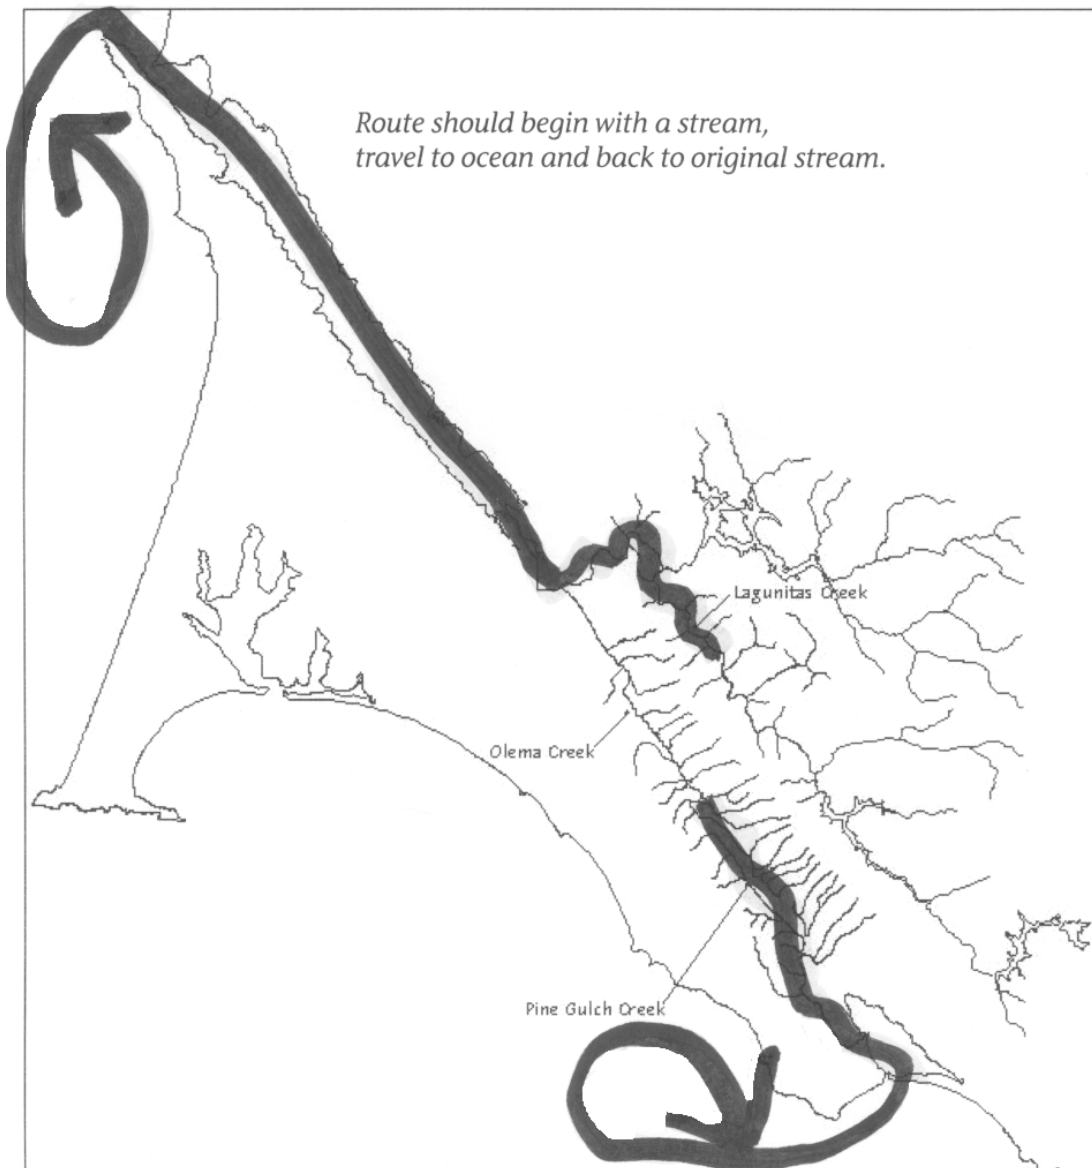 Route should begin with a stream,
travel to ocean and back to original stream.
Lagunitas Creek
Olema Creek
Pine Gulch Creek